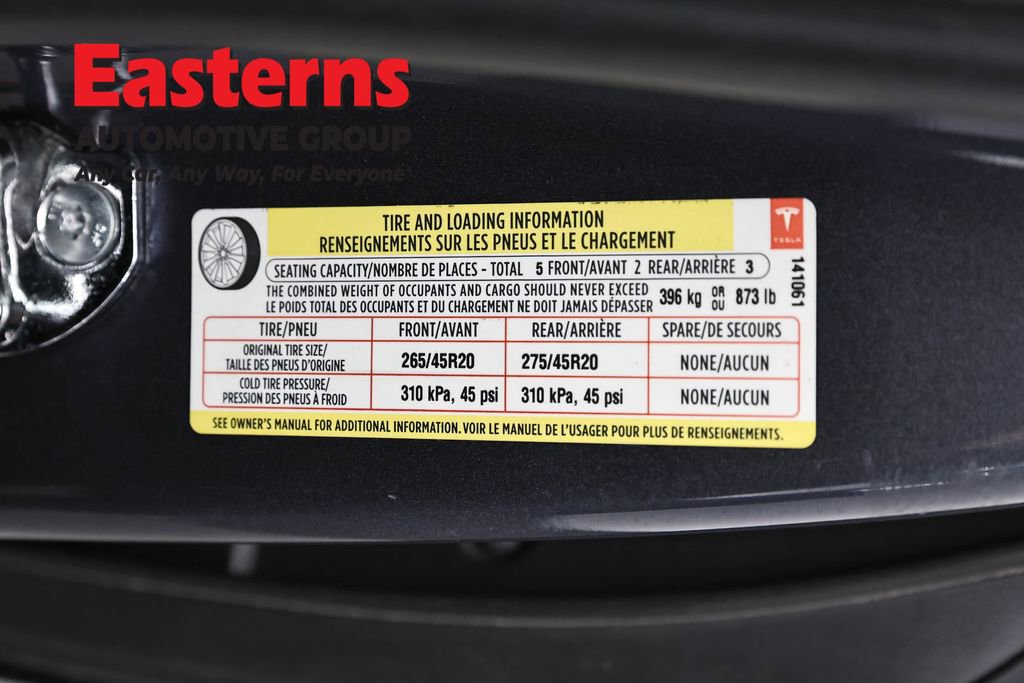 Easterns
AUTOMOTIVE GROUP
Any Car, Any Way, For Everyone
TIRE AND LOADING INFORMATION
RENSEIGNEMENTS SUR LES PNEUS ET LE CHARGEMENT
TESLA
141061
SEATING CAPACITY/NOMBRE DE PLACES - TOTAL 5 FRONT/AVANT 2 REAR/ARRIÈRE 3
THE COMBINED WEIGHT OF OCCUPANTS AND CARGO SHOULD NEVER EXCEED
LE POIDS TOTAL DES OCCUPANTS ET DU CHARGEMENT NE DOIT JAMAIS DÉPASSER
396 kg OR OU 873 lb
TIRE/PNEU FRONT/AVANT REAR/ARRIÈRE SPARE/DE SECOURS
ORIGINAL TIRE SIZE/
TAILLE DES PNEUS D'ORIGINE
265/45R20 275/45R20 NONE/AUCUN
COLD TIRE PRESSURE/
PRESSION DES PNEUS À FROID
310 kPa, 45 psi 310 kPa, 45 psi NONE/AUCUN
SEE OWNER'S MANUAL FOR ADDITIONAL INFORMATION. VOIR LE MANUEL DE L'USAGER POUR PLUS DE RENSEIGNEMENTS.